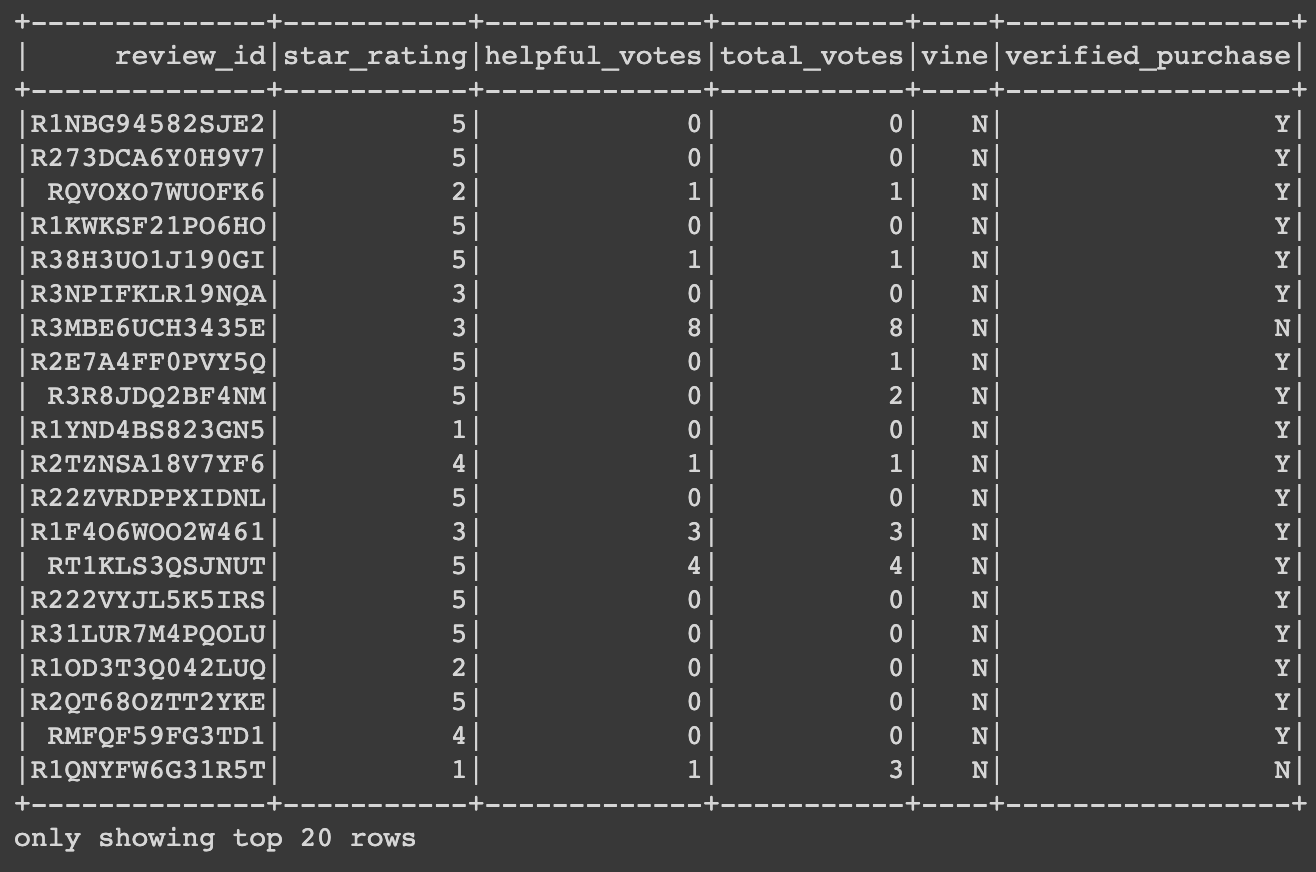 +--------------+-----------+-------------+-----------+----+-----------------+
|     review_id|star_rating|helpful_votes|total_votes|vine|verified_purchase|
+--------------+-----------+-------------+-----------+----+-----------------+
|R1NBG94582SJE2|          5|            0|          0|   N|                Y|
|R273DCA6Y0H9V7|          5|            0|          0|   N|                Y|
| RQVOXO7WUOFK6|          2|            1|          1|   N|                Y|
|R1KWKSF21PO6HO|          5|            0|          0|   N|                Y|
|R38H3UO1J190GI|          5|            1|          1|   N|                Y|
|R3NPIFKLR19NQA|          3|            0|          0|   N|                Y|
|R3MBE6UCH3435E|          3|            8|          8|   N|                N|
|R2E7A4FF0PVY5Q|          5|            0|          1|   N|                Y|
| R3R8JDQ2BF4NM|          5|            0|          2|   N|                Y|
|R1YND4BS823GN5|          1|            0|          0|   N|                Y|
|R2TZNSA18V7YF6|          4|            1|          1|   N|                Y|
|R22ZVRDPPXIDNL|          5|            0|          0|   N|                Y|
|R1F4O6WOO2W461|          3|            3|          3|   N|                Y|
| RT1KLS3QSJNUT|          5|            4|          4|   N|                Y|
|R222VYJL5K5IRS|          5|            0|          0|   N|                Y|
|R31LUR7M4PQOLU|          5|            0|          0|   N|                Y|
|R1OD3T3Q042LUQ|          2|            0|          0|   N|                Y|
|R2QT68OZTT2YKE|          5|            0|          0|   N|                Y|
| RMFQF59FG3TD1|          4|            0|          0|   N|                Y|
|R1QNYFW6G31R5T|          1|            1|          3|   N|                N|
+--------------+-----------+-------------+-----------+----+-----------------+
only showing top 20 rows